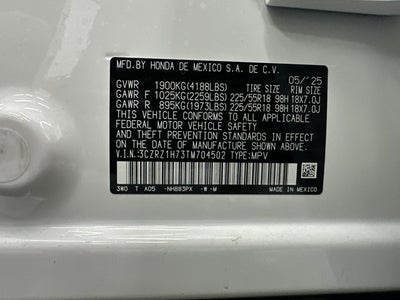 MFD.BY HONDA DE MEXICO S.A. DE C.V.
05/'25
GVWR 1900KG(4188LBS) TIRE SIZE RIM SIZE
GAWR F 1025KG(2259LBS) 225/55R18 98H 18X7.0J
GAWR R 895KG(1973LBS) 225/55R18 98H 18X7.0J
THIS VEHICLE CONFORMS TO ALL APPLICABLE
FEDERAL MOTOR VEHICLE SAFETY AND THEFT
PREVENTION STANDARDS IN EFFECT ON THE DATE
OF MANUFACTURE SHOWN ABOVE.
V.I.N.:3CZRZ1H73TM704502 TYPE:MPV
3W0 T A05 -NH883PX -W -M MADE IN MEXICO